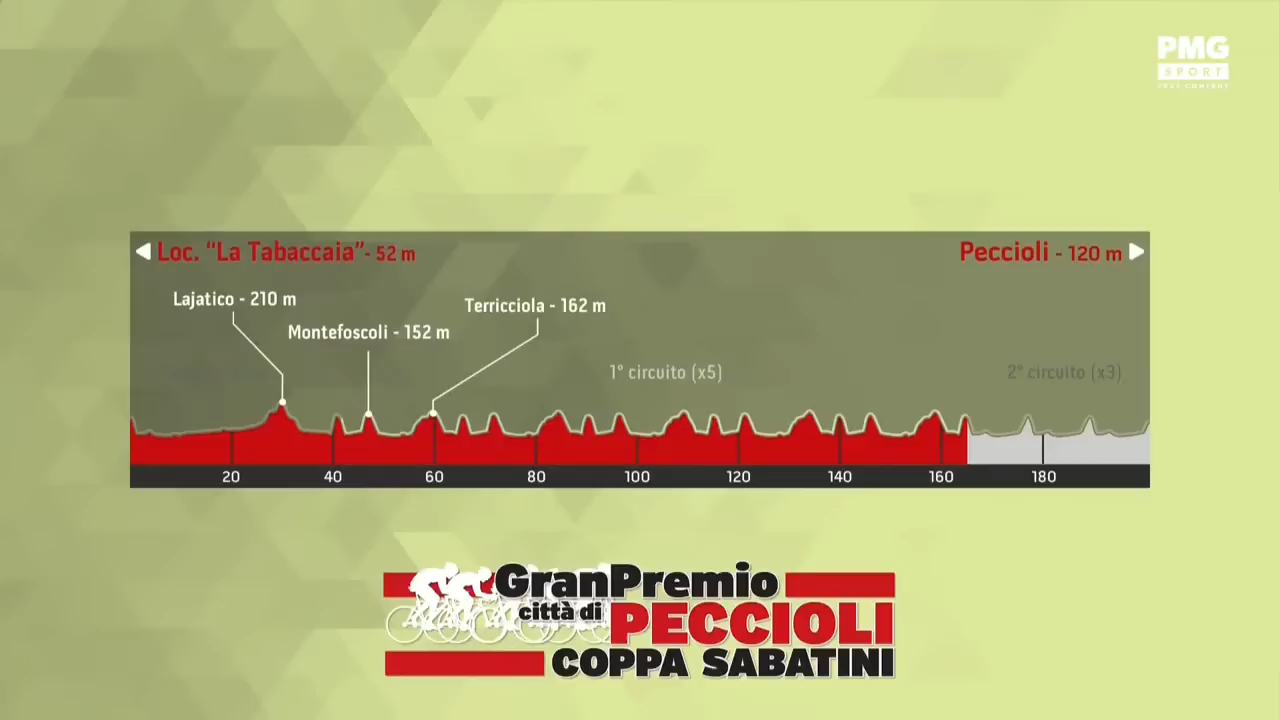 PMG
SPORT
Loc. “La Tabaccaia”- 52 m
Peccioli - 120 m
Lajatico - 210 m
Terricciola - 162 m
Montefoscoli - 152 m
1° circuito (x5)
2° circuito (x3)
20 40 60 80 100 120 140 160 180
GranPremio
città di PECCIOLI
COPPA SABATINI